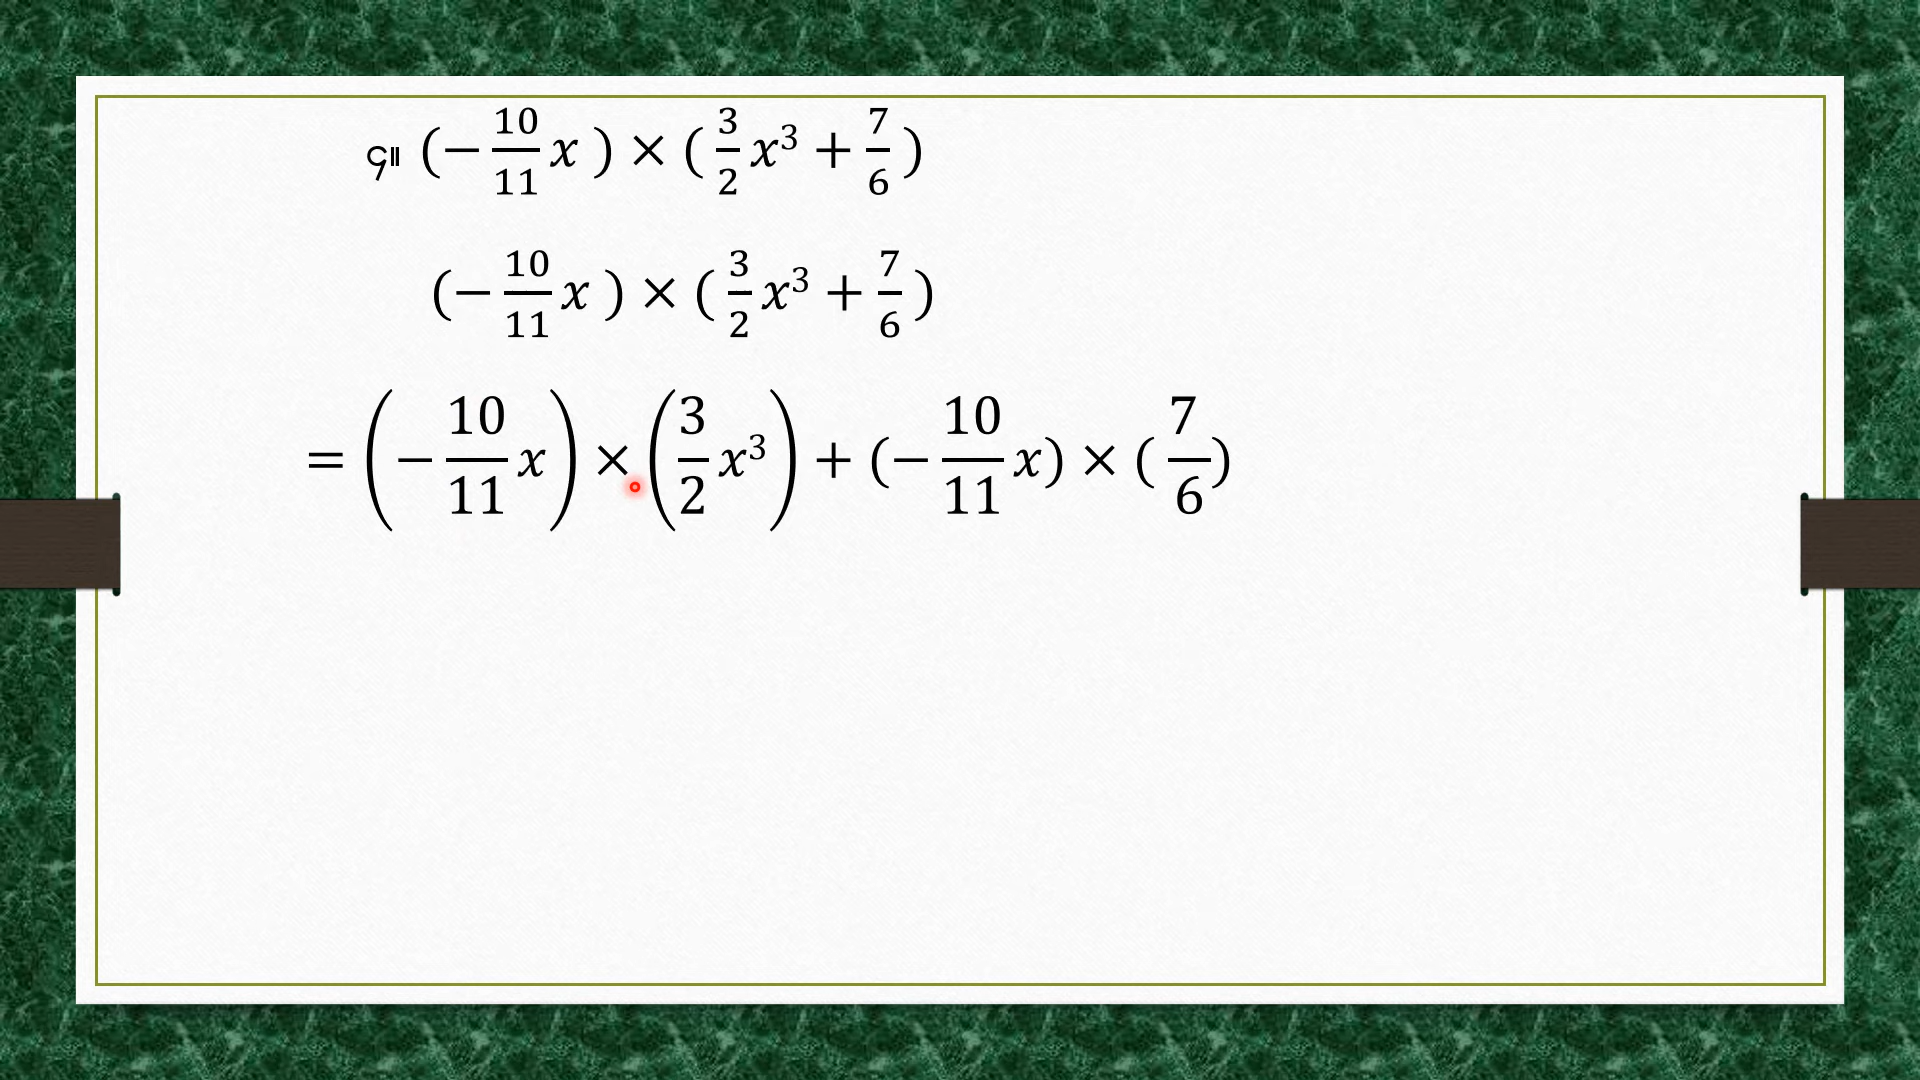 ၄။ (−10/11 x ) × ( 3/2 x³ + 7/6 )
(−10/11 x ) × ( 3/2 x³ + 7/6 )
= (−10/11 x) × (3/2 x³) + (−10/11 x) × ( 7/6)